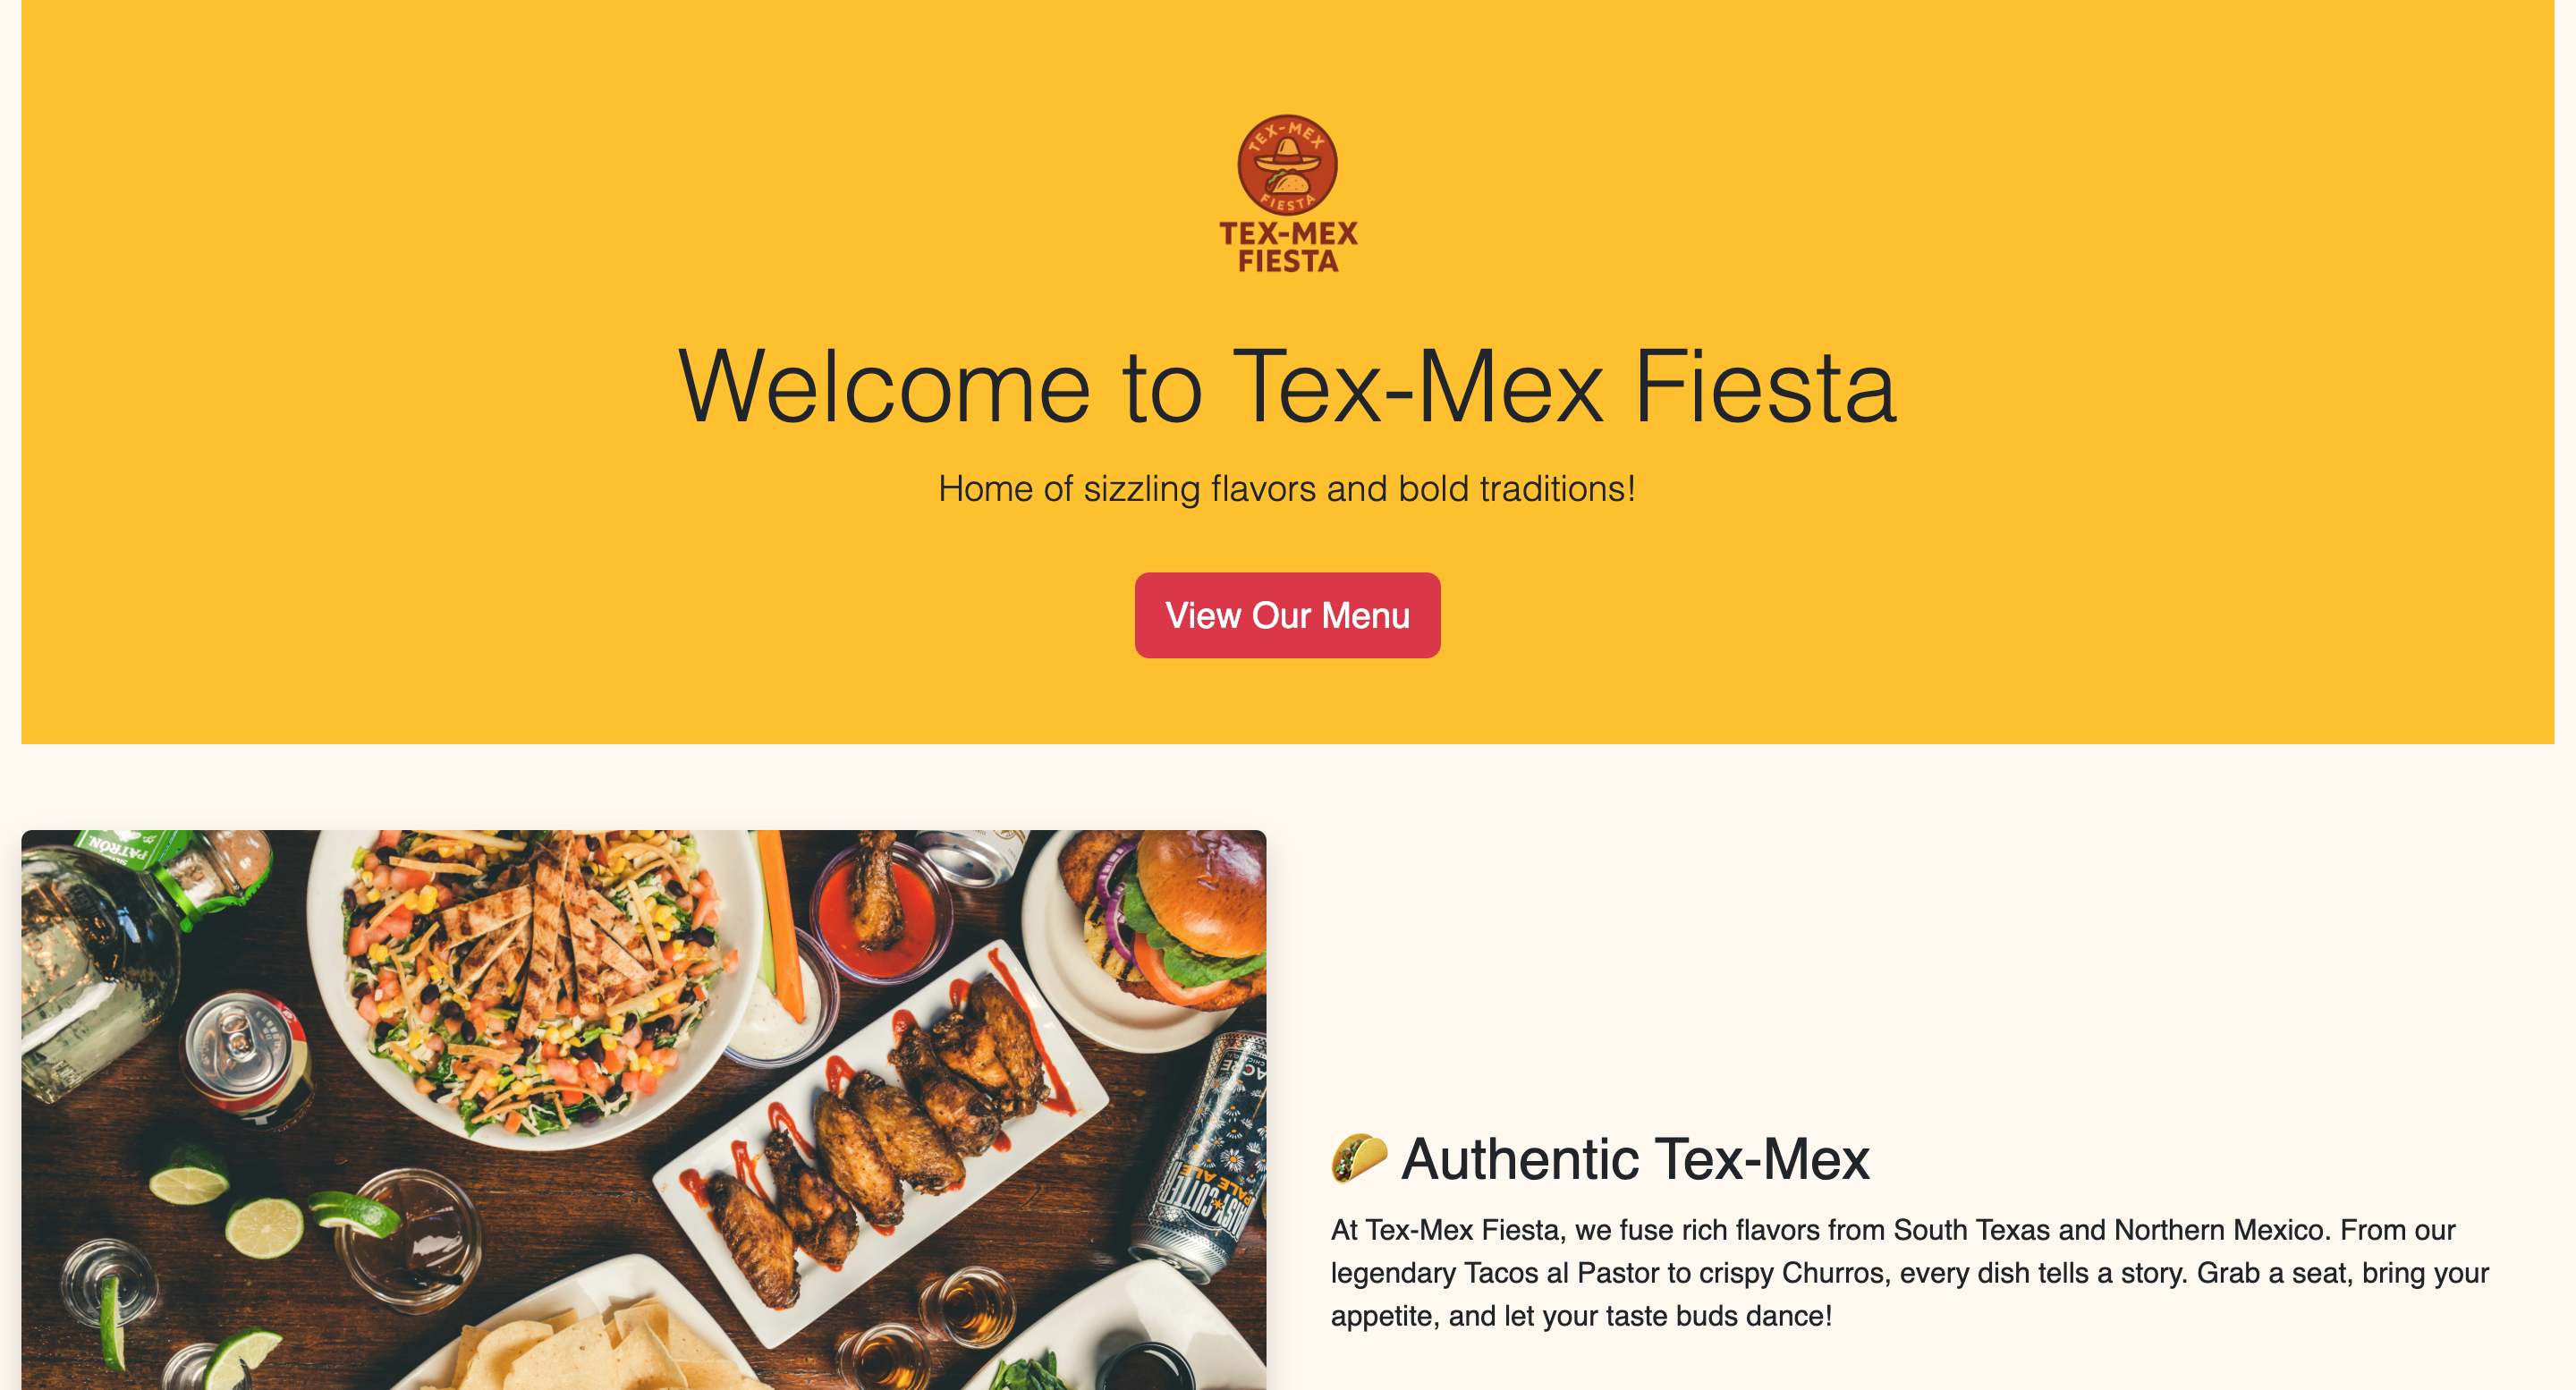 TEX-MEX
FIESTA
TEX-MEX
FIESTA
Welcome to Tex-Mex Fiesta
Home of sizzling flavors and bold traditions!
View Our Menu
PATRÓN
🌮 Authentic Tex-Mex
At Tex-Mex Fiesta, we fuse rich flavors from South Texas and Northern Mexico. From our
legendary Tacos al Pastor to crispy Churros, every dish tells a story. Grab a seat, bring your
appetite, and let your taste buds dance!
PALE ALE